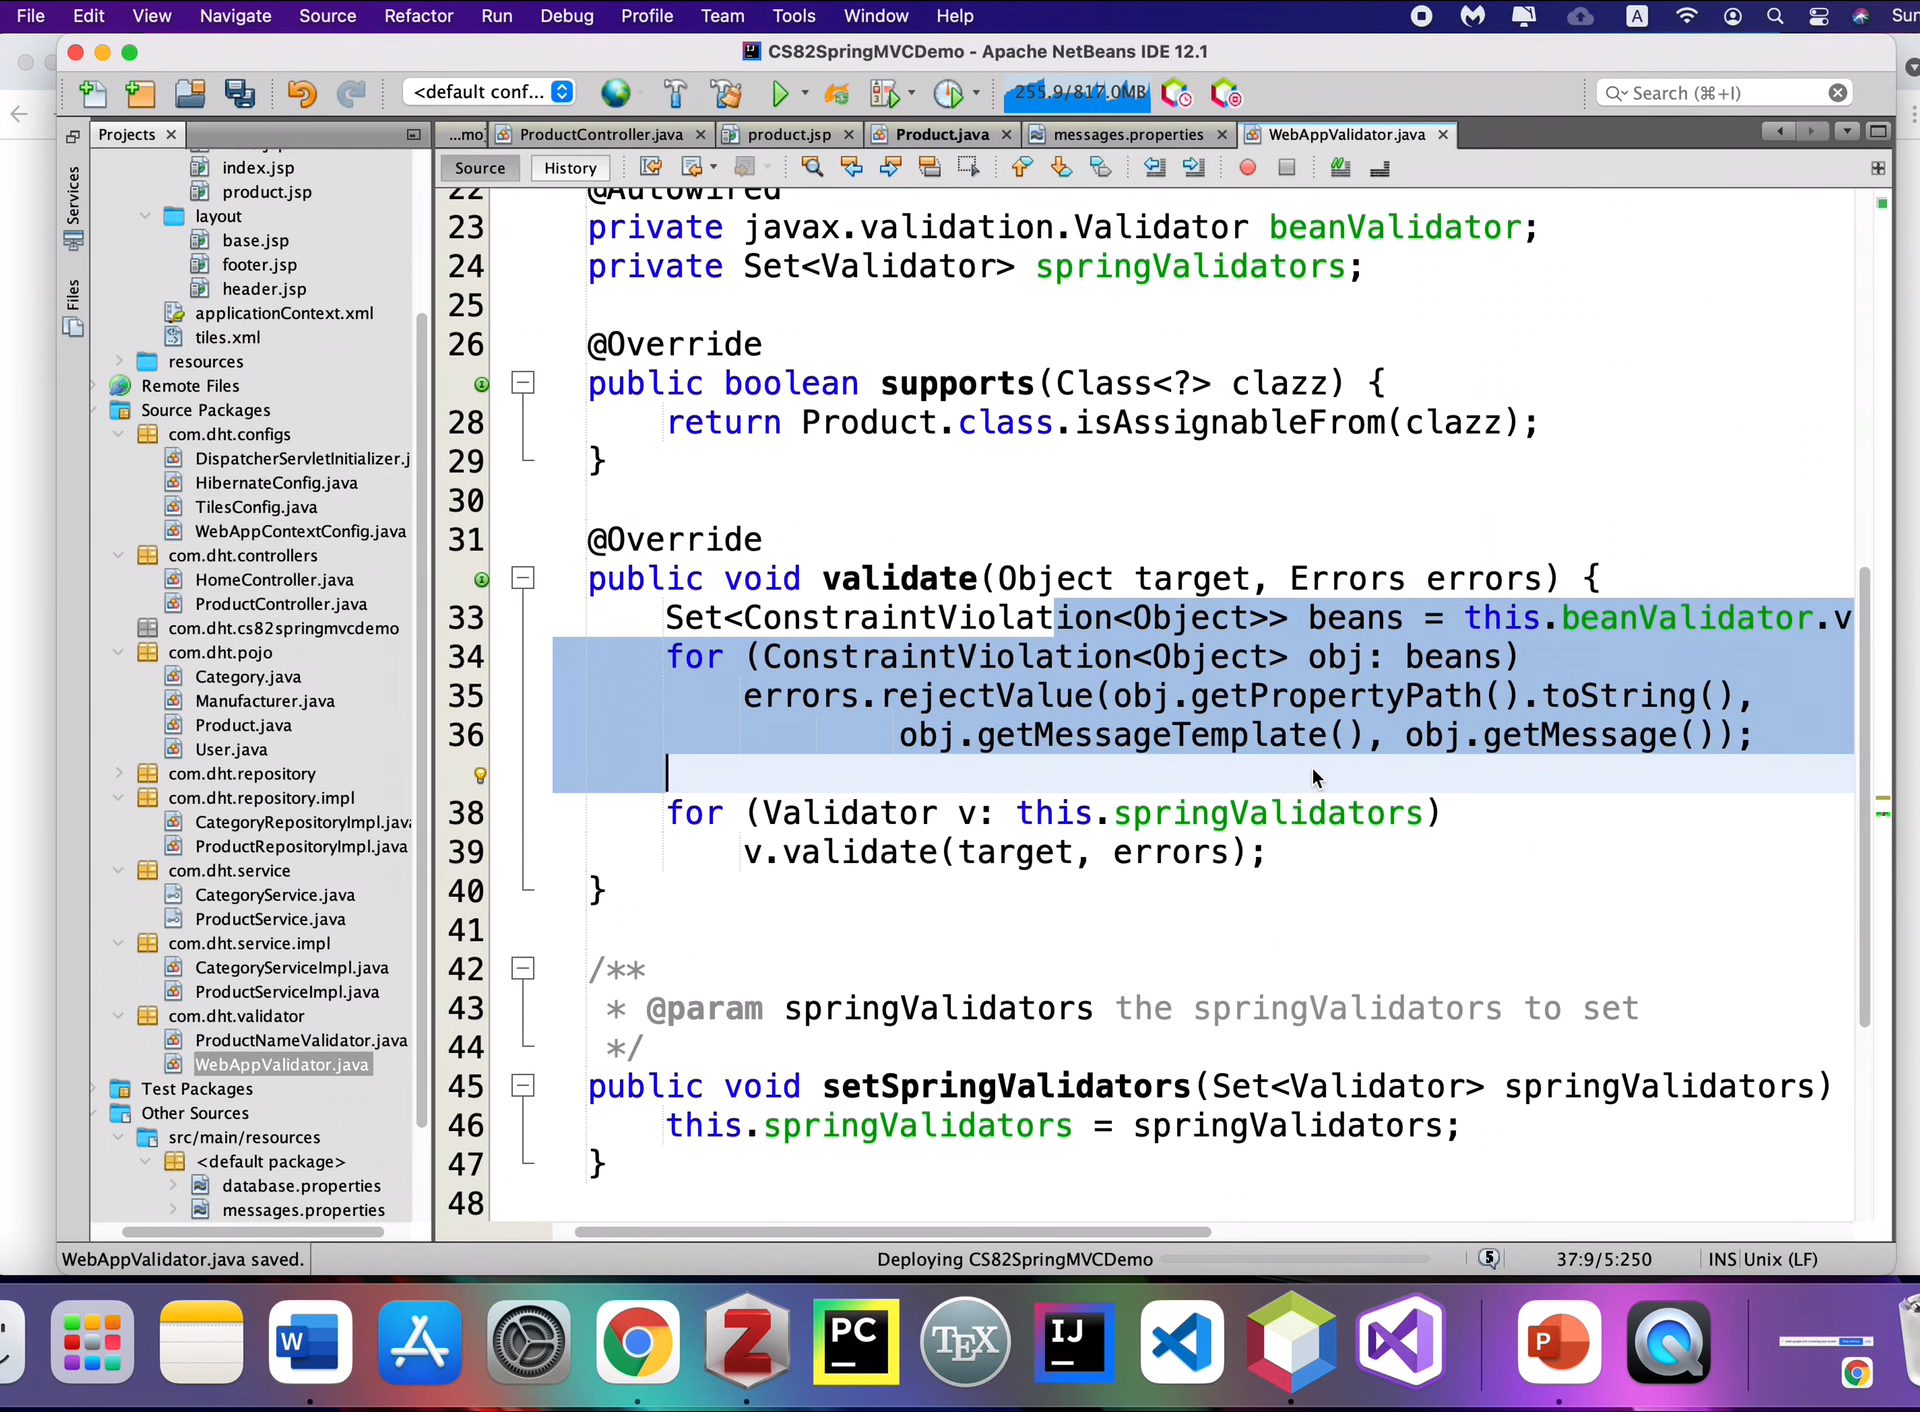 File Edit View Navigate Source Refactor Run Debug Profile Team Tools Window Help
A
CS82SpringMVCDemo - Apache NetBeans IDE 12.1
<default conf...
255.9/817.0MB
Search (⌘+I)
Projects
...mo
ProductController.java
product.jsp
Product.java
messages.properties
WebAppValidator.java
Source
History
Services
Files
index.jsp
product.jsp
layout
base.jsp
footer.jsp
header.jsp
applicationContext.xml
tiles.xml
resources
Remote Files
Source Packages
com.dht.configs
DispatcherServletInitializer.j
HibernateConfig.java
TilesConfig.java
WebAppContextConfig.java
com.dht.controllers
HomeController.java
ProductController.java
com.dht.cs82springmvcdemo
com.dht.pojo
Category.java
Manufacturer.java
Product.java
User.java
com.dht.repository
com.dht.repository.impl
CategoryRepositoryImpl.java
ProductRepositoryImpl.java
com.dht.service
CategoryService.java
ProductService.java
com.dht.service.impl
CategoryServiceImpl.java
ProductServiceImpl.java
com.dht.validator
ProductNameValidator.java
WebAppValidator.java
Test Packages
Other Sources
src/main/resources
<default package>
database.properties
messages.properties
22 @Autowired
23 private javax.validation.Validator beanValidator;
24 private Set<Validator> springValidators;
25
26 @Override
public boolean supports(Class<?> clazz) {
28 return Product.class.isAssignableFrom(clazz);
29 }
30
31 @Override
public void validate(Object target, Errors errors) {
33 Set<ConstraintViolation<Object>> beans = this.beanValidator.v
34 for (ConstraintViolation<Object> obj: beans)
35 errors.rejectValue(obj.getPropertyPath().toString(),
36 obj.getMessageTemplate(), obj.getMessage());
38 for (Validator v: this.springValidators)
39 v.validate(target, errors);
40 }
41
42 /**
43 * @param springValidators the springValidators to set
44 */
45 public void setSpringValidators(Set<Validator> springValidators)
46 this.springValidators = springValidators;
47 }
48
WebAppValidator.java saved.
Deploying CS82SpringMVCDemo
5
37:9/5:250
INS
Unix (LF)
W
Z
PC
TEX
IJ
P